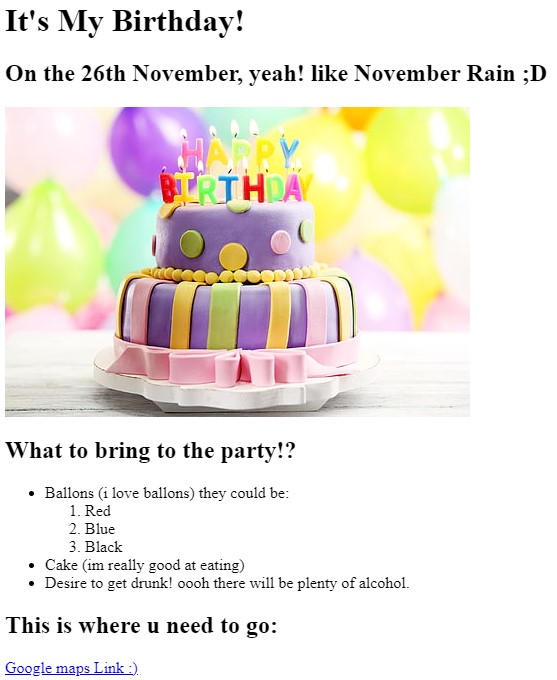 It's My Birthday!
On the 26th November, yeah! like November Rain ;D
HAPPY
BIRTHDAY
What to bring to the party!?
• Ballons (i love ballons) they could be:
1. Red
2. Blue
3. Black
• Cake (im really good at eating)
• Desire to get drunk! oooh there will be plenty of alcohol.
This is where u need to go:
Google maps Link :)